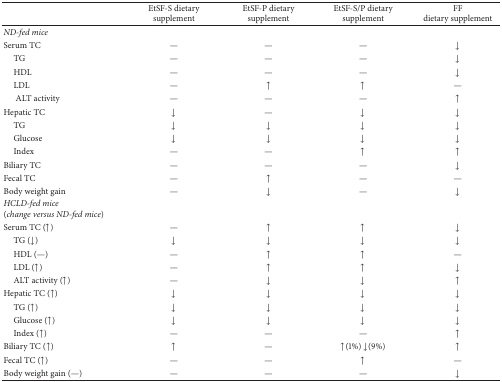 EtSF-S dietary supplement | EtSF-P dietary supplement | EtSF-S/P dietary supplement | FF dietary supplement
ND-fed mice
Serum TC — — — ↓
TG — — — ↓
HDL — — — ↓
LDL — ↑ ↑ —
ALT activity — — — ↑
Hepatic TC ↓ — ↓ ↓
TG ↓ ↓ ↓ ↓
Glucose ↓ ↓ ↓ ↓
Index — — ↑ ↑
Biliary TC — — — ↓
Fecal TC — ↑ — —
Body weight gain — ↓ — ↓
HCLD-fed mice
(change versus ND-fed mice)
Serum TC (↑) — ↑ ↑ ↓
TG (↓) ↓ ↓ ↓ ↓
HDL (—) — ↑ ↑ —
LDL (↑) — ↑ ↑ ↓
ALT activity (↑) — ↓ ↓ ↑
Hepatic TC (↑) ↓ ↓ ↓ ↓
TG (↑) ↓ ↓ ↓ ↓
Glucose (↑) ↓ ↓ ↓ ↓
Index (↑) — — — ↑
Biliary TC (↑) ↑ — ↑(1%) ↓(9%) ↑
Fecal TC (↑) — — ↑ —
Body weight gain (—) — — — ↓